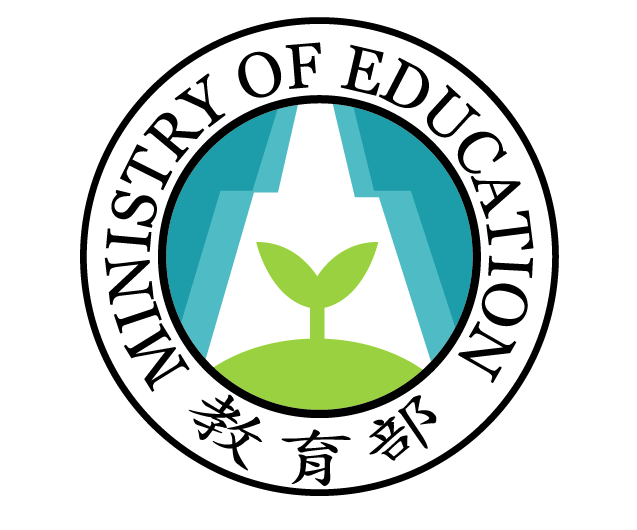 MINISTRY OF EDUCATION
教育部